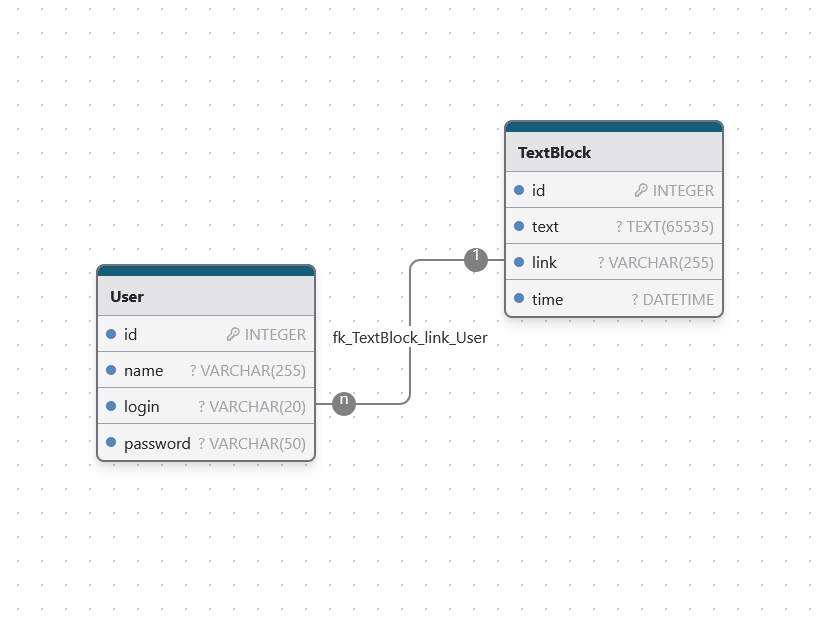 TextBlock
id INTEGER
text ? TEXT(65535)
link ? VARCHAR(255)
time ? DATETIME
1
fk_TextBlock_link_User
n
User
id INTEGER
name ? VARCHAR(255)
login ? VARCHAR(20)
password ? VARCHAR(50)